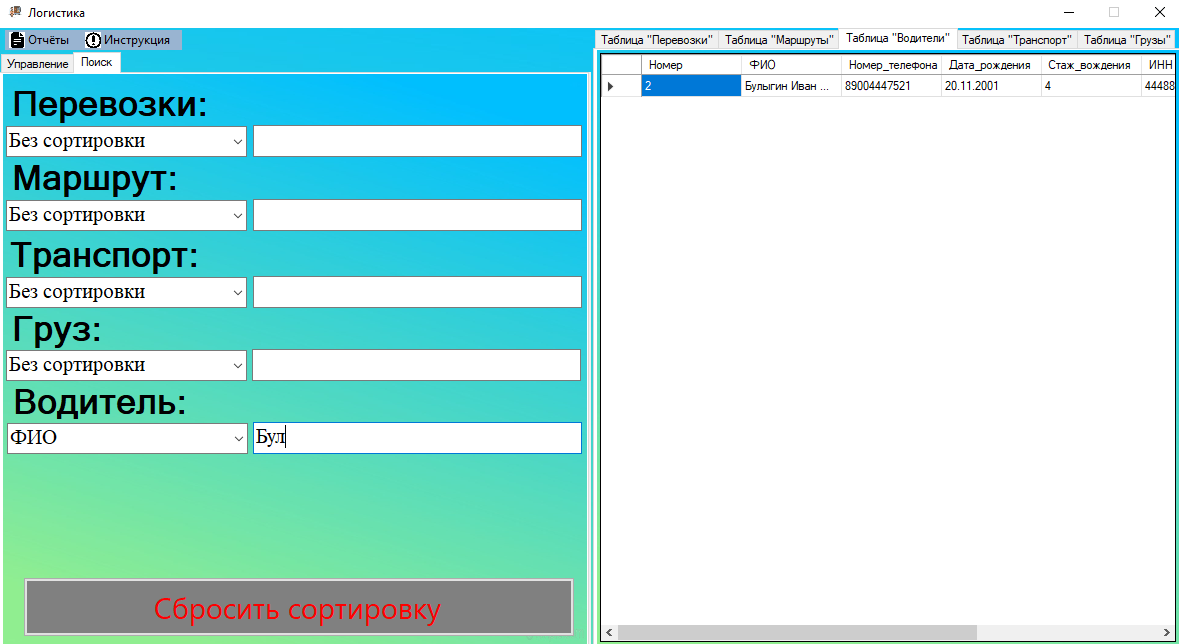 Логистика
Отчёты Инструкция
Управление Поиск
Перевозки:
Без сортировки
Маршрут:
Без сортировки
Транспорт:
Без сортировки
Груз:
Без сортировки
Водитель:
ФИО Бул
Сбросить сортировку
Таблица "Перевозки" Таблица "Маршруты" Таблица "Водители" Таблица "Транспорт" Таблица "Грузы"
Номер ФИО Номер_телефона Дата_рождения Стаж_вождения ИНН
2 Булыгин Иван ... 89004447521 20.11.2001 4 44488